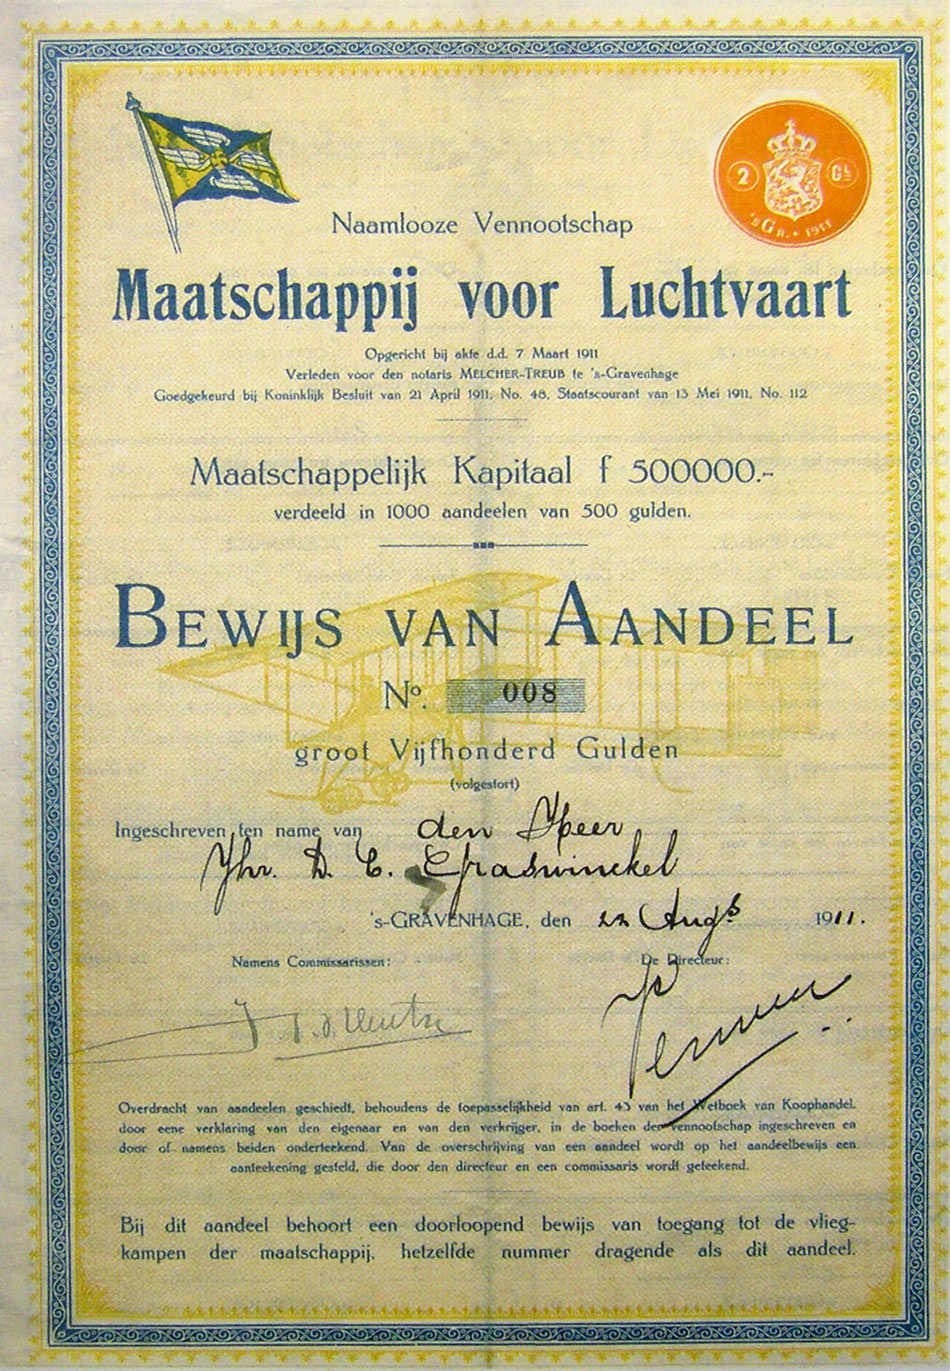 2 GLS
'S GR. * 1911
Naamlooze Vennootschap
Maatschappij voor Luchtvaart
Opgericht bij akte d.d. 7 Maart 1911
Verleden voor den notaris MELCHER-TREUB te 's-Gravenhage
Goedgekeurd bij Koninklijk Besluit van 21 April 1911, No. 48, Staatscourant van 13 Mei 1911, No. 112
Maatschappelijk Kapitaal f 500000.-
verdeeld in 1000 aandeelen van 500 gulden.
BEWIJS VAN AANDEEL
No. 008
groot Vijfhonderd Gulden
(volgestort)
Ingeschreven ten name van den Heer
Jhr. D. C. Graswinckel
's-GRAVENHAGE, den 22 Augs 1911.
Namens Commissarissen: De Directeur:
Overdracht van aandeelen geschiedt, behoudens de toepasselijkheid van art. 43 van het Wetboek van Koophandel,
door eene verklaring van den eigenaar en van den verkrijger, in de boeken der vennootschap ingeschreven en
door of namens beiden onderteekend. Van de overschrijving van een aandeel wordt op het aandeelbewijs een
aanteekening gesteld, die door den directeur en een commissaris wordt geteekend.
Bij dit aandeel behoort een doorloopend bewijs van toegang tot de vlieg-
kampen der maatschappij, hetzelfde nummer dragende als dit aandeel.